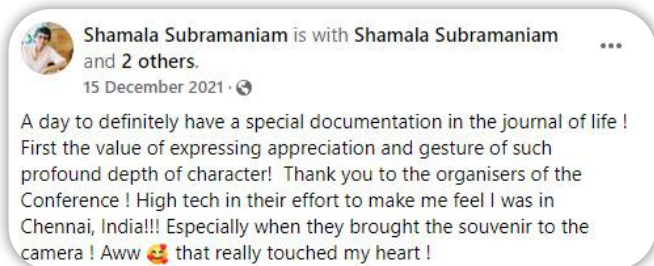 Shamala Subramaniam is with Shamala Subramaniam
and 2 others.
15 December 2021 ·
A day to definitely have a special documentation in the journal of life !
First the value of expressing appreciation and gesture of such
profound depth of character! Thank you to the organisers of the
Conference ! High tech in their effort to make me feel I was in
Chennai, India!!! Especially when they brought the souvenir to the
camera ! Aww 🥰 that really touched my heart !